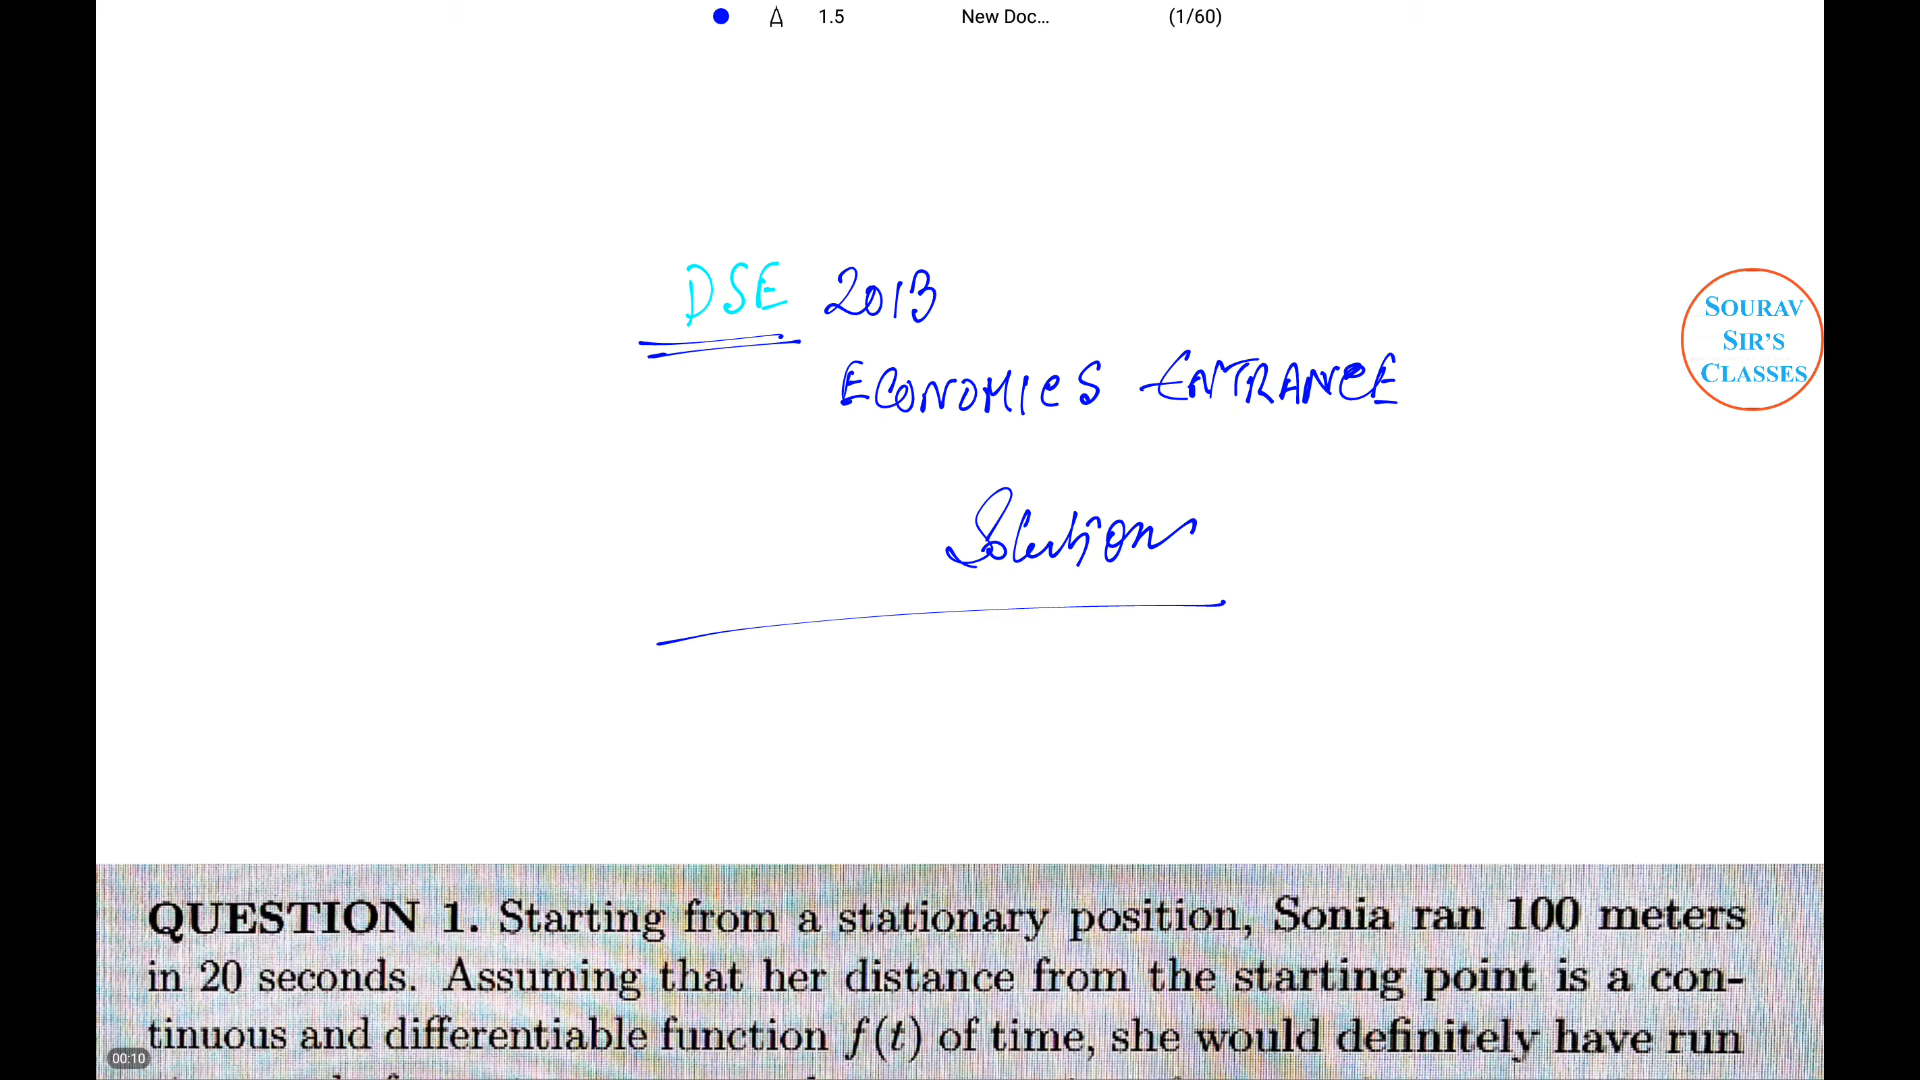 1.5 New Doc... (1/60)
DSE 2013
ECONOMICS ENTRANCE
SOURAV
SIR'S
CLASSES
Solutions
QUESTION 1. Starting from a stationary position, Sonia ran 100 meters
in 20 seconds. Assuming that her distance from the starting point is a con-
tinuous and differentiable function f(t) of time, she would definitely have run
00:10